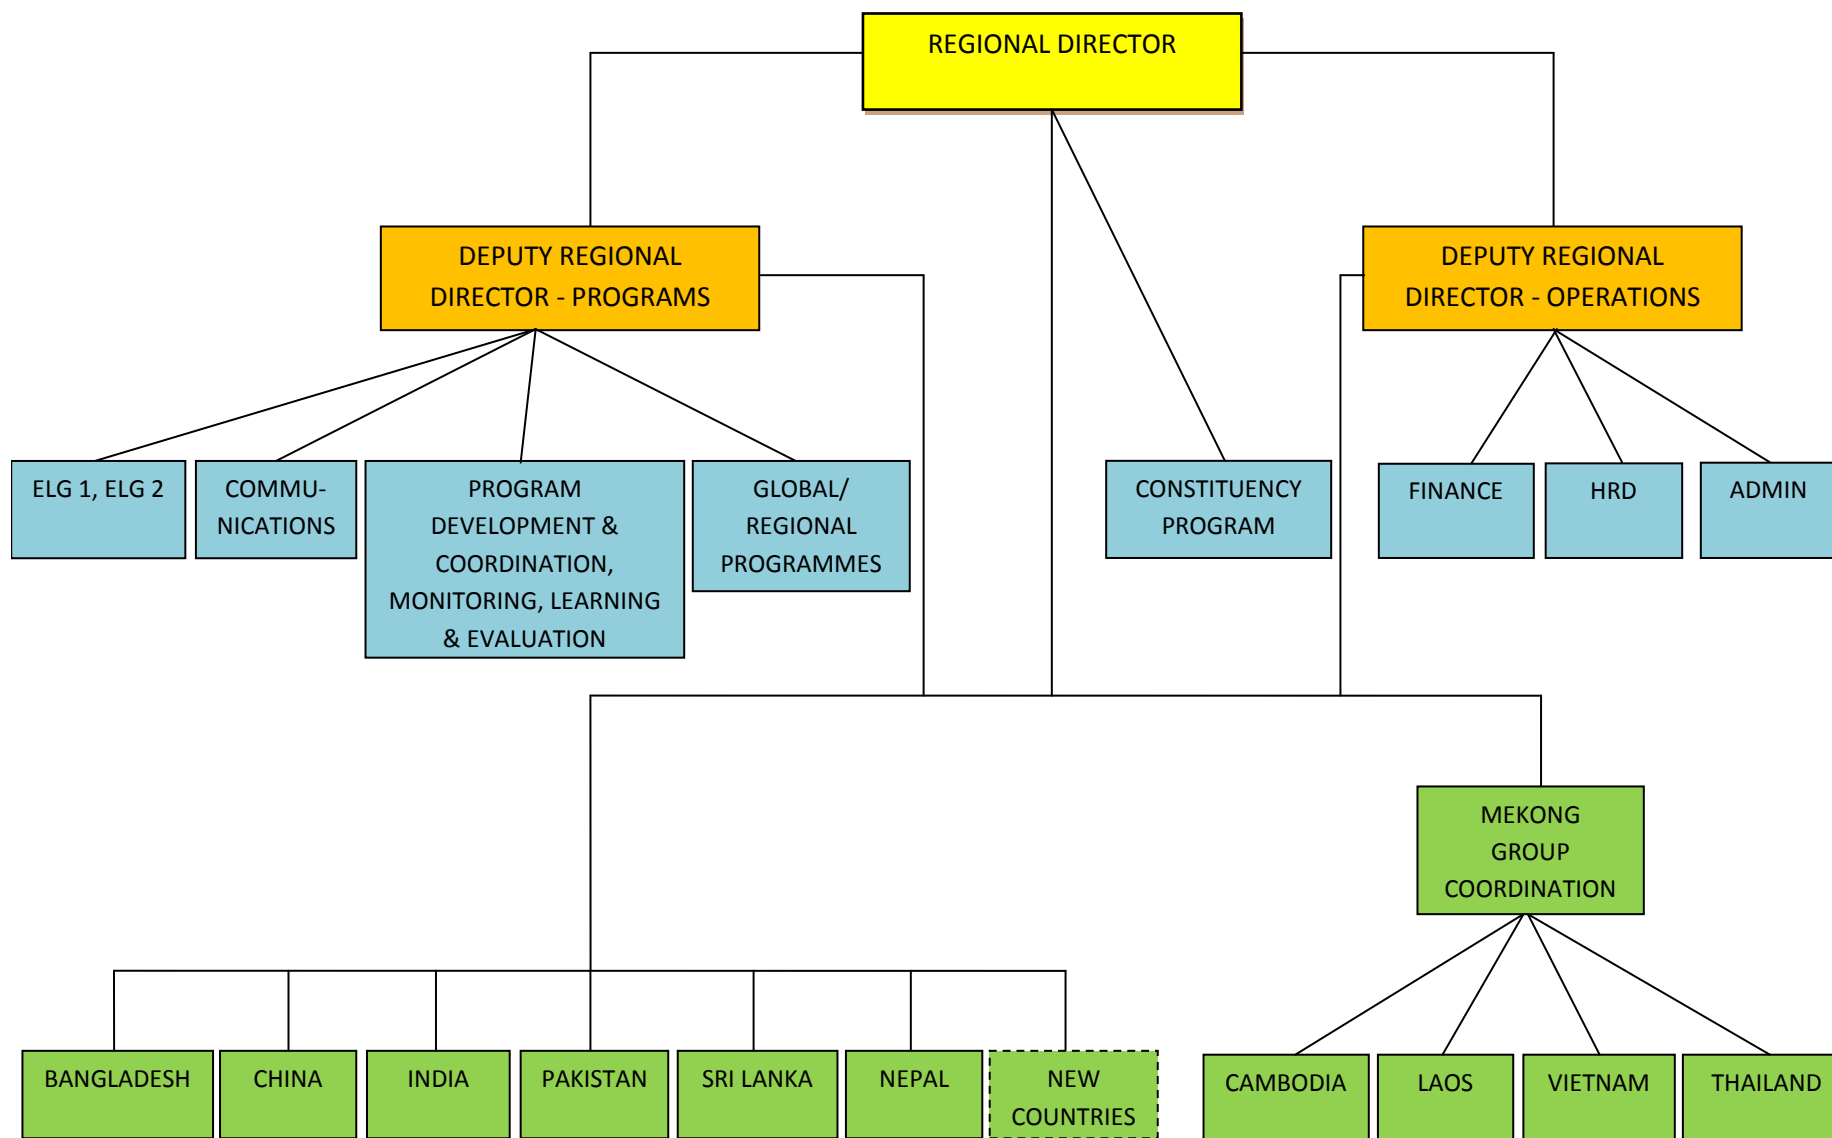 REGIONAL DIRECTOR
DEPUTY REGIONAL
DIRECTOR - PROGRAMS
DEPUTY REGIONAL
DIRECTOR - OPERATIONS
ELG 1, ELG 2
COMMU-
NICATIONS
PROGRAM
DEVELOPMENT &
COORDINATION,
MONITORING, LEARNING
& EVALUATION
GLOBAL/
REGIONAL
PROGRAMMES
CONSTITUENCY
PROGRAM
FINANCE
HRD
ADMIN
MEKONG
GROUP
COORDINATION
BANGLADESH
CHINA
INDIA
PAKISTAN
SRI LANKA
NEPAL
NEW
COUNTRIES
CAMBODIA
LAOS
VIETNAM
THAILAND